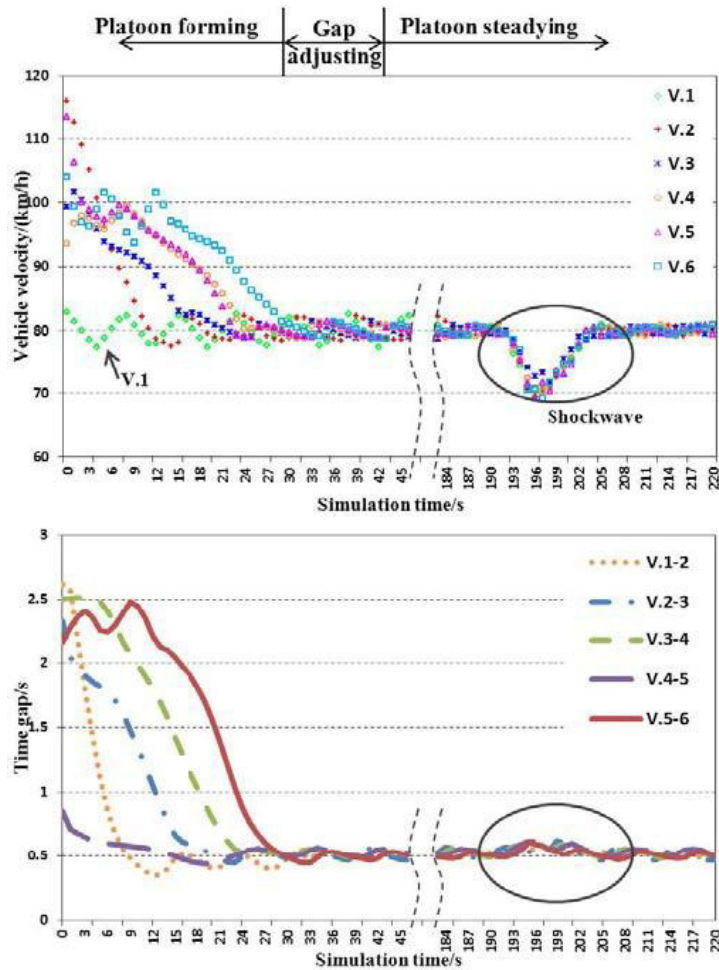 Platoon forming
Gap adjusting
Platoon steadying
120
110
100
90
80
70
60
Vehicle velocity/(km/h)
V.1
V.2
V.3
V.4
V.5
V.6
V.1
Shockwave
0 3 6 9 12 15 18 21 24 27 30 33 36 39 42 45 184 187 190 193 196 199 202 205 208 211 214 217 220
Simulation time/s
3
2.5
2
1.5
1
0.5
0
Time gap/s
V.1-2
V.2-3
V.3-4
V.4-5
V.5-6
0 3 6 9 12 15 18 21 24 27 30 33 36 39 42 45 184 187 190 193 196 199 202 205 208 211 214 217 220
Simulation time/s